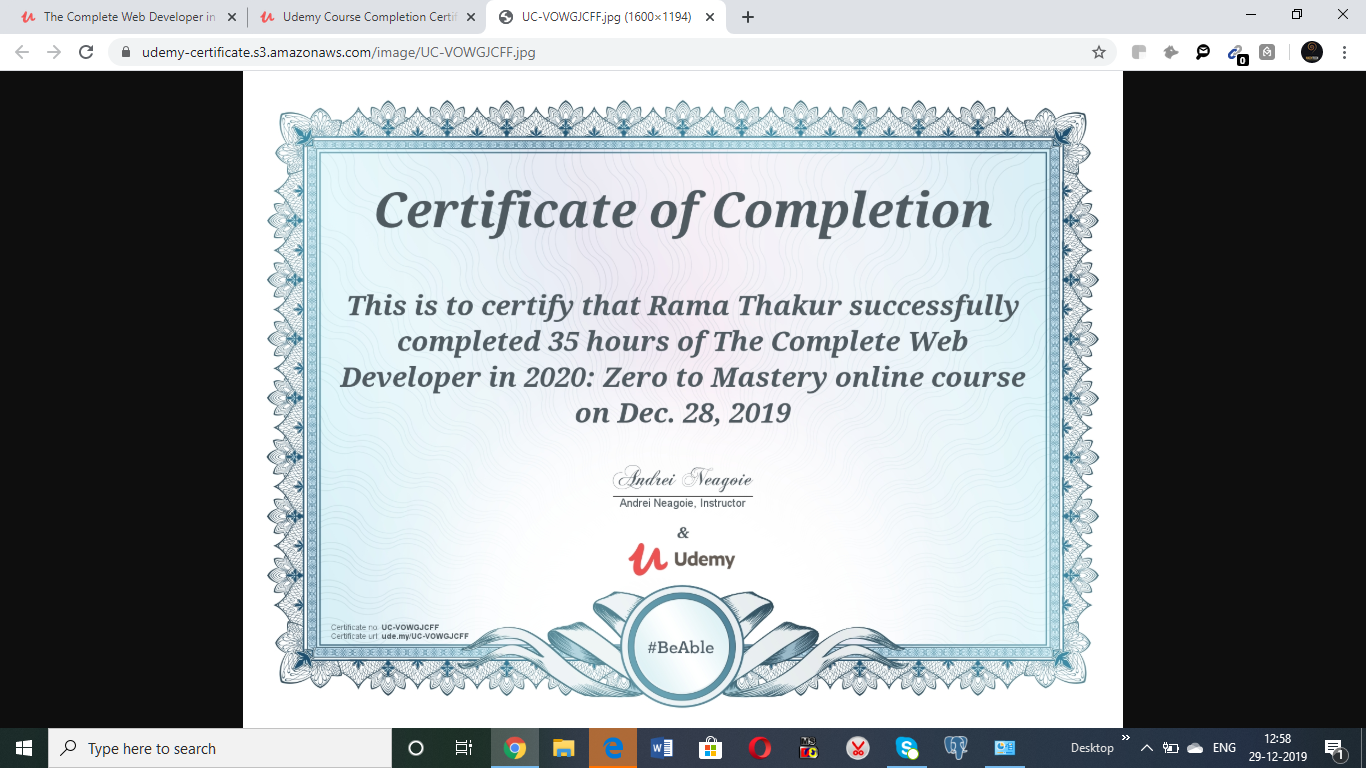 The Complete Web Developer in
Udemy Course Completion Certif
UC-VOWGJCFF.jpg (1600×1194)
udemy-certificate.s3.amazonaws.com/image/UC-VOWGJCFF.jpg
0
Certificate of Completion
This is to certify that Rama Thakur successfully
completed 35 hours of The Complete Web
Developer in 2020: Zero to Mastery online course
on Dec. 28, 2019
Andrei Neagoie
Andrei Neagoie, Instructor
&
Udemy
Certificate no: UC-VOWGJCFF
Certificate url: ude.my/UC-VOWGJCFF
#BeAble
Type here to search
Desktop
ENG
12:58
29-12-2019
1